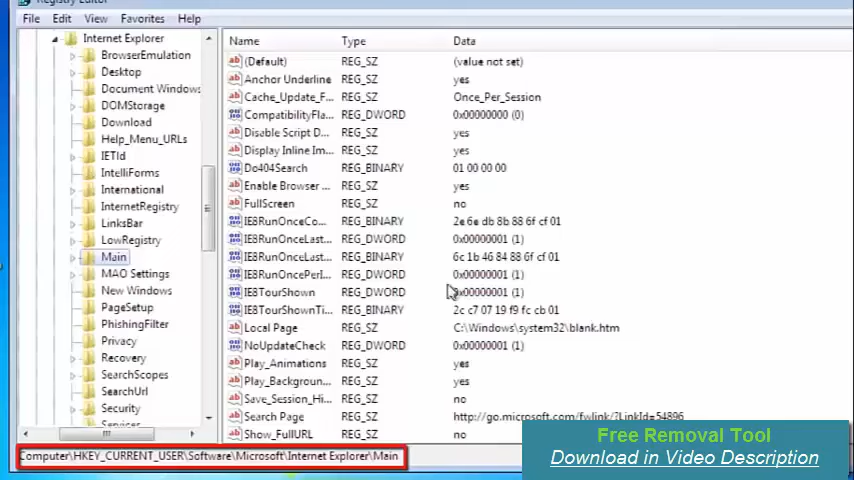 Registry Editor
File Edit View Favorites Help
Internet Explorer
BrowserEmulation
Desktop
Document Windows
DOMStorage
Download
Help_Menu_URLs
IETld
IntelliForms
International
InternetRegistry
LinksBar
LowRegistry
Main
MAO Settings
New Windows
PageSetup
PhishingFilter
Privacy
Recovery
SearchScopes
SearchUrl
Security
Services
Name Type Data
(Default) REG_SZ (value not set)
Anchor Underline REG_SZ yes
Cache_Update_F... REG_SZ Once_Per_Session
CompatibilityFla... REG_DWORD 0x00000000 (0)
Disable Script D... REG_SZ yes
Display Inline Im... REG_SZ yes
Do404Search REG_BINARY 01 00 00 00
Enable Browser ... REG_SZ yes
FullScreen REG_SZ no
IE8RunOnceCo... REG_BINARY 2e 6e db 8b 88 6f cf 01
IE8RunOnceLast... REG_DWORD 0x00000001 (1)
IE8RunOnceLast... REG_BINARY 6c 1b 46 84 88 6f cf 01
IE8RunOncePerI... REG_DWORD 0x00000001 (1)
IE8TourShown REG_DWORD 0x00000001 (1)
IE8TourShownTi... REG_BINARY 2c c7 07 19 f9 fc cb 01
Local Page REG_SZ C:\Windows\system32\blank.htm
NoUpdateCheck REG_DWORD 0x00000001 (1)
Play_Animations REG_SZ yes
Play_Backgroun... REG_SZ yes
Save_Session_Hi... REG_SZ no
Search Page REG_SZ http://go.microsoft.com/fwlink/?LinkId=54896
Show_FullURL REG_SZ no
Computer\HKEY_CURRENT_USER\Software\Microsoft\Internet Explorer\Main
Free Removal Tool
Download in Video Description